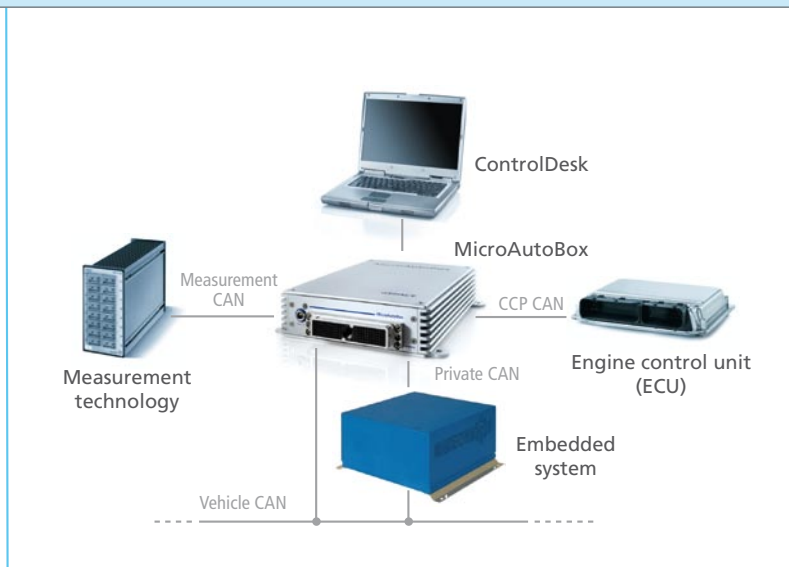 ControlDesk
MicroAutoBox
Measurement
CAN
CCP CAN
Measurement
technology
Private CAN
Engine control unit
(ECU)
Embedded
system
Vehicle CAN